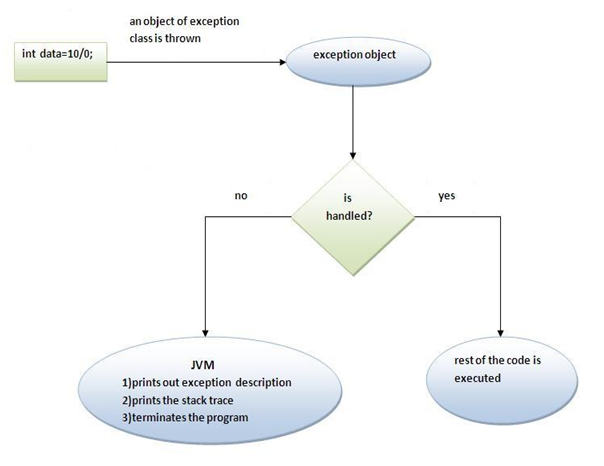 an object of exception
class is thrown
int data=10/0;
exception object
is
handled?
no
yes
JVM
1)prints out exception description
2)prints the stack trace
3)terminates the program
rest of the code is
executed